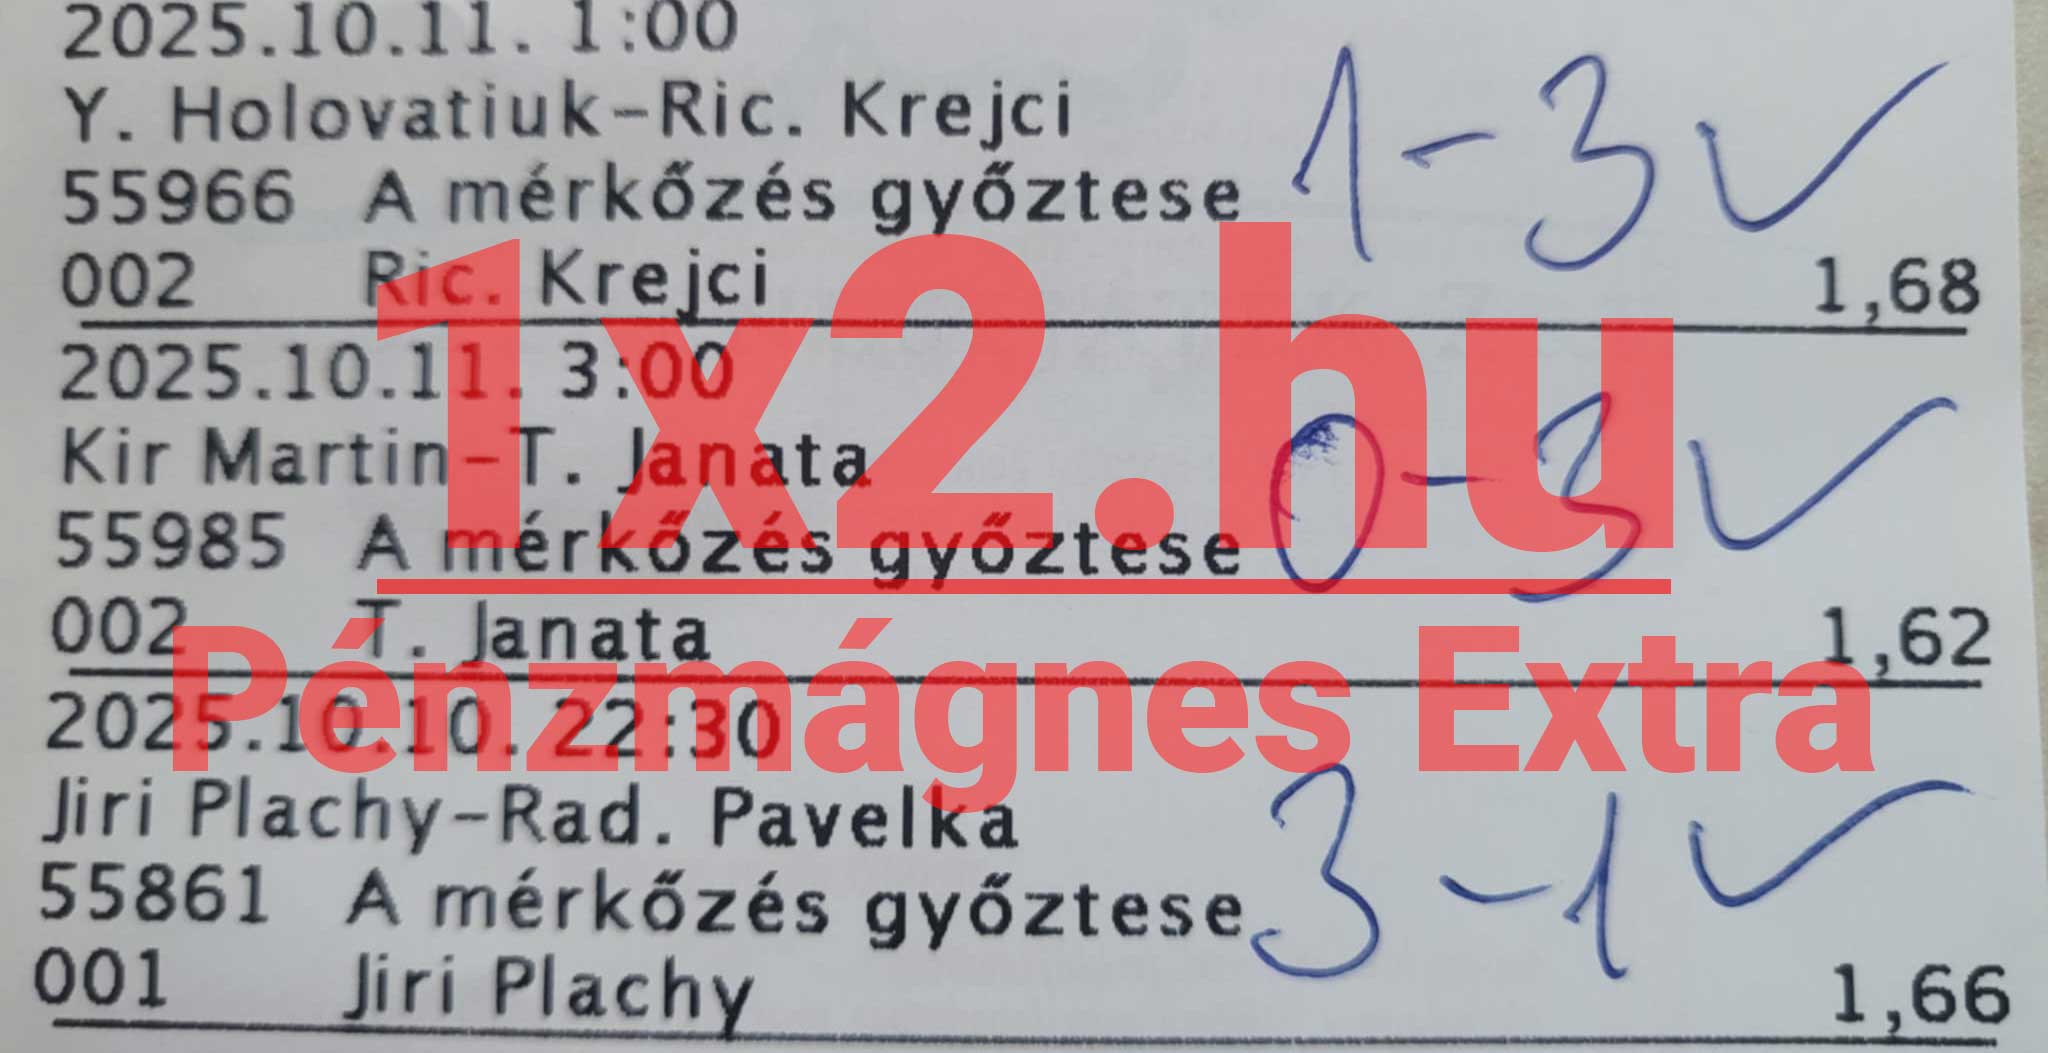 2025.10.11. 1:00
Y. Holovatiuk-Ric. Krejci
55966 A mérkőzés győztese 1-3 ✓
002 Ric. Krejci 1,68
2025.10.11. 3:00
Kir Martin-T. Janata
55985 A mérkőzés győztese 0-3 ✓
002 T. Janata 1,62
2025.10.10. 22:30
Jiri Plachy-Rad. Pavelka
55861 A mérkőzés győztese 3-1 ✓
001 Jiri Plachy 1,66
1x2.hu
Pénzmágnes Extra